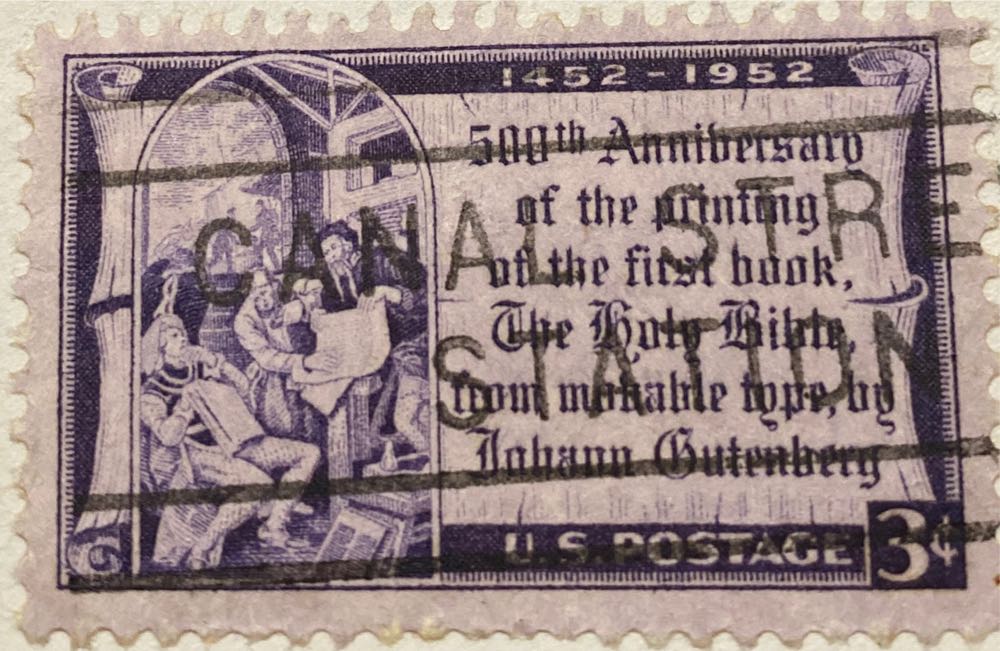 1452 - 1952
500th Anniversary
of the printing
of the first book,
The Holy Bible,
from movable type, by
Johann Gutenberg
U.S. POSTAGE 3¢
CANAL STRE
STATION